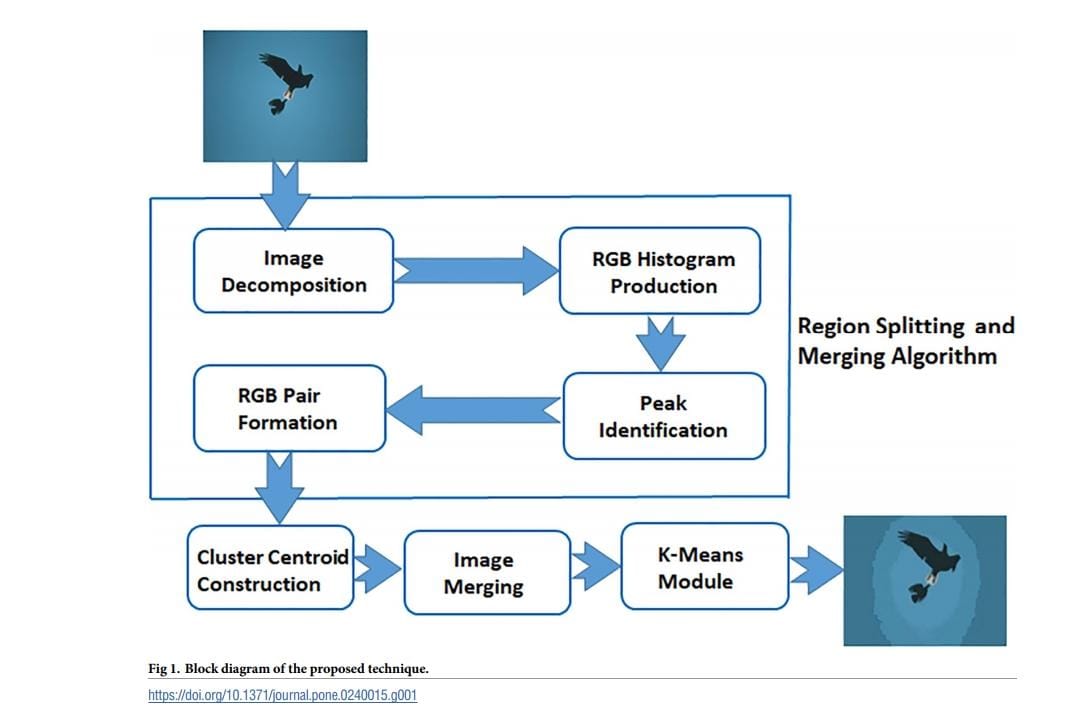 Image
Decomposition
RGB Histogram
Production
Region Splitting and
Merging Algorithm
Peak
Identification
RGB Pair
Formation
Cluster Centroid
Construction
Image
Merging
K-Means
Module
Fig 1. Block diagram of the proposed technique.
https://doi.org/10.1371/journal.pone.0240015.g001